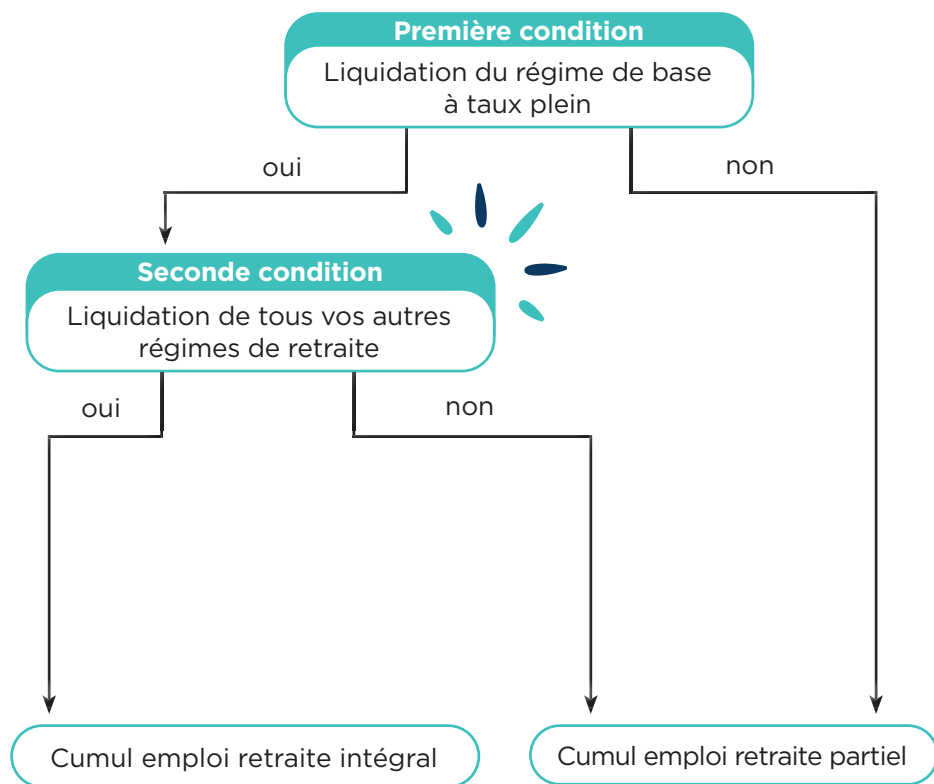 Première condition
Liquidation du régime de base
à taux plein
oui
non
Seconde condition
Liquidation de tous vos autres
régimes de retraite
oui
non
Cumul emploi retraite intégral
Cumul emploi retraite partiel